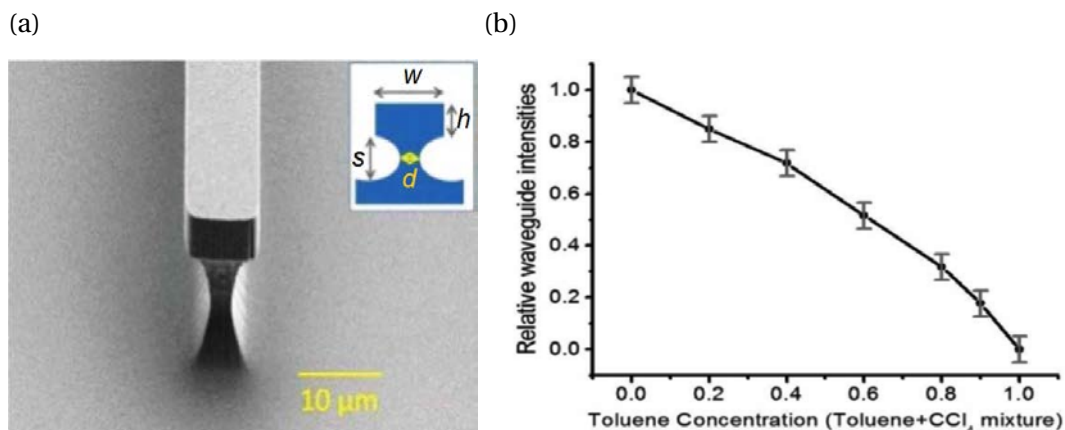 (a)
(b)
w
h
s
d
10 µm
Relative waveguide intensities
1.0
0.8
0.6
0.4
0.2
0.0
0.0 0.2 0.4 0.6 0.8 1.0
Toluene Concentration (Toluene+CCl₄ mixture)